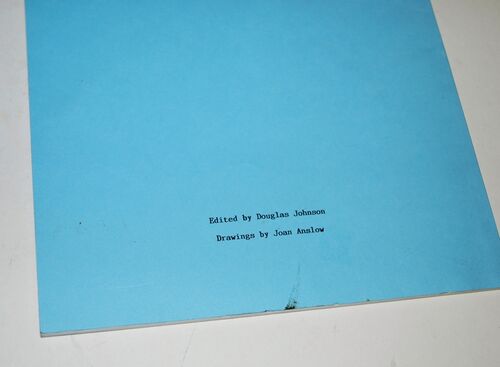 Edited by Douglas Johnson
Drawings by Joan Anslow